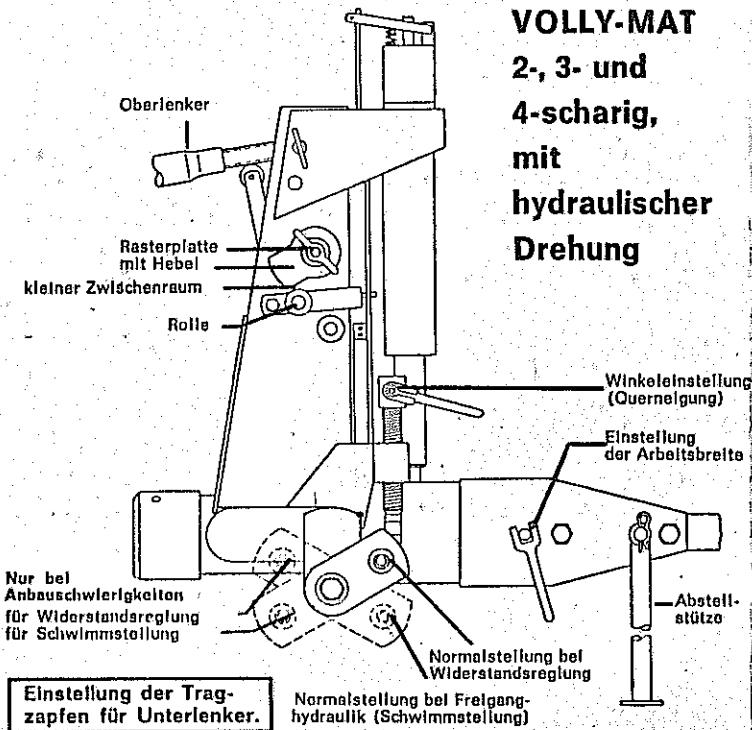 VOLLY-MAT
2-, 3- und
4-scharig,
mit
hydraulischer
Drehung
Oberlenker
Rasterplatte
mit Hebel
kleiner Zwischenraum
Rolle
Winkeleinstellung
(Querneigung)
Einstellung
der Arbeitsbreite
Nur bei
Anbauschwierigkeiten
für Widerstandsreglung
für Schwimmstellung
Abstell-
stütze
Normalstellung bei
Widerstandsreglung
Normalstellung bei Freigang-
hydraulik (Schwimmstellung)
Einstellung der Trag-
zapfen für Unterlenker.